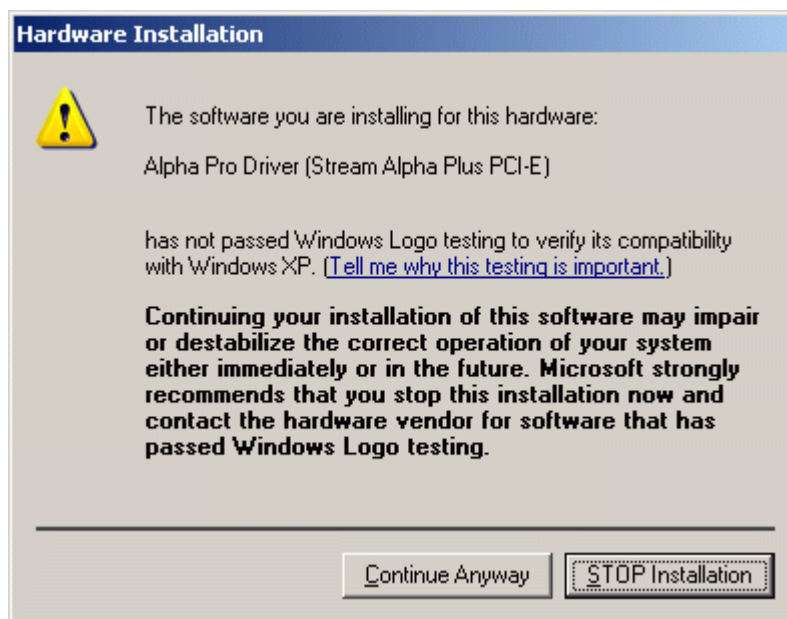 Hardware Installation
The software you are installing for this hardware:
Alpha Pro Driver (Stream Alpha Plus PCI-E)
has not passed Windows Logo testing to verify its compatibility
with Windows XP. (Tell me why this testing is important.)
Continuing your installation of this software may impair
or destabilize the correct operation of your system
either immediately or in the future. Microsoft strongly
recommends that you stop this installation now and
contact the hardware vendor for software that has
passed Windows Logo testing.
Continue Anyway
STOP Installation